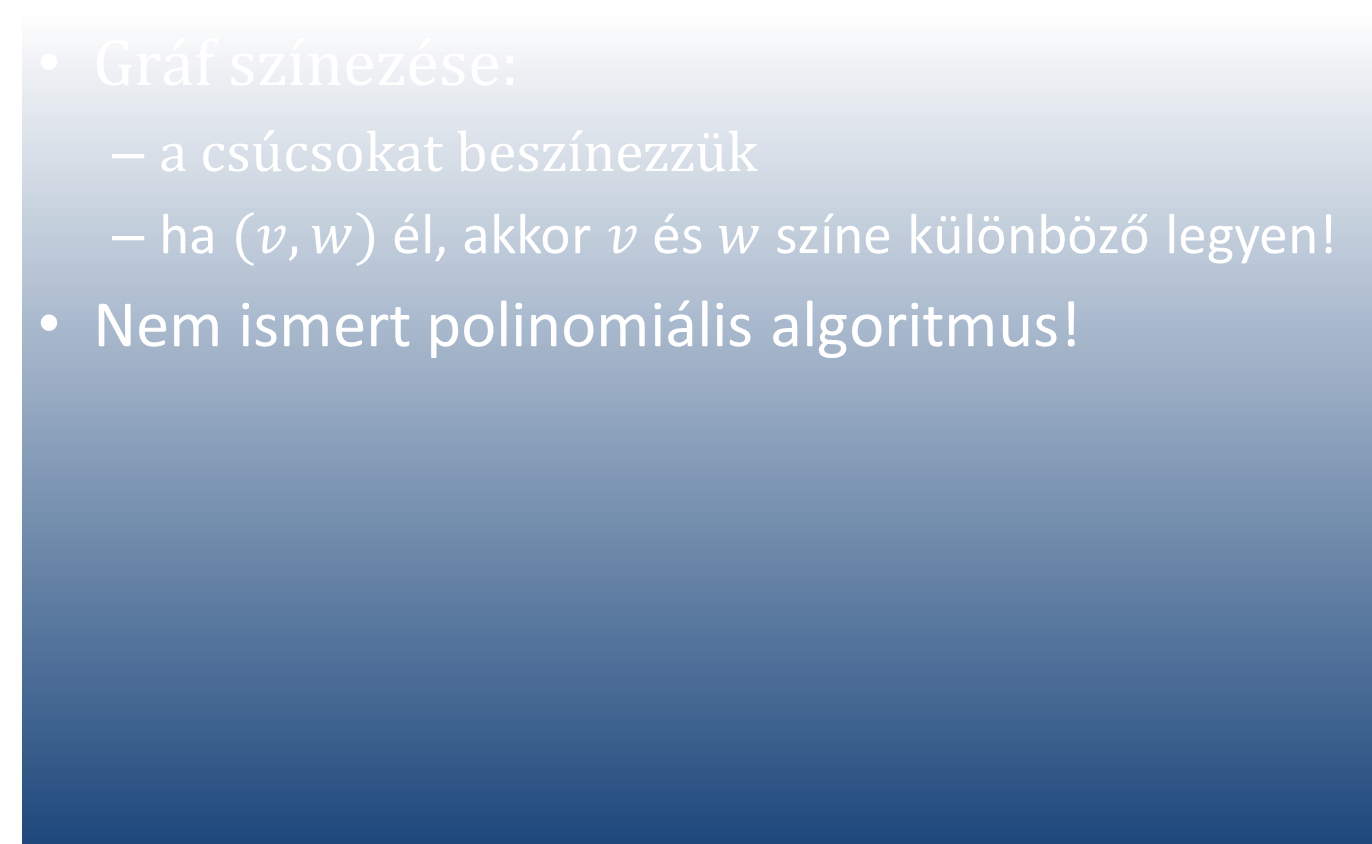 • Gráf színezése:
– a csúcsokat beszínezzük
– ha (𝑣, 𝑤) él, akkor 𝑣 és 𝑤 színe különböző legyen!
• Nem ismert polinomiális algoritmus!